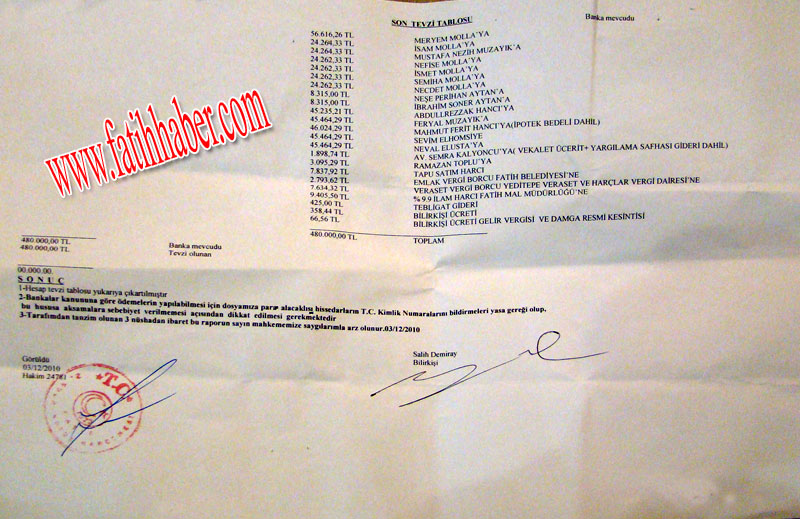 SON TEVZİ TABLOSU
Banka mevcudu
56.616,26 TL MERYEM MOLLA'YA
24.264,33 TL İSAM MOLLA'YA
24.264,33 TL MUSTAFA NEZİH MUZAYIK'A
24.262,33 TL NEFİSE MOLLA'YA
24.262,33 TL İSMET MOLLA'YA
24.262,33 TL SEMİHA MOLLA'YA
24.262,33 TL NECDET MOLLA'YA
8.315,00 TL NEŞE PERİHAN AYTAN'A
8.315,00 TL İBRAHİM SONER AYTAN'A
45.235,21 TL ABDULLREZZAK HANCT'YA
45.464,29 TL FERYAL MUZAYIK'A
46.024,29 TL MAHMUT FERİT HANCT'YA(İPOTEK BEDELİ DAHİL)
45.464,29 TL SEVİM ELHOMSİYE
45.464,29 TL NEVAL ELUSTA'YA
1.898,74 TL AV. SEMRA KALYONCU'YA( VEKALET ÜCERİT+ YARGILAMA SAFHASI GİDERİ DAHİL)
3.095,29 TL RAMAZAN TOPLU'YA
7.837,92 TL TAPU SATIM HARCI
2.793,62 TL EMLAK VERGİ BORCU FATİH BELEDİYESİ'NE
7.634,32 TL VERASET VERGİ BORCU YEDİTEPE VERASET VE HARÇLAR VERGİ DAİRESİ'NE
9.405,50 TL % 9.9 İLAM HARCI FATİH MAL MÜDÜRLÜĞÜ'NE
425,00 TL TEBLİGAT GİDERİ
358,44 TL BİLİRKİŞİ ÜCRETİ
66,56 TL BİLİRKİŞİ ÜCRETİ GELİR VERGİSİ VE DAMGA RESMİ KESİNTİSİ
480.000,00 TL TOPLAM
480.000,00 TL Banka mevcudu
480.000,00 TL Tevzi olunan
00.000.00
S O N U Ç
1-Hesap tevzi tablosu yukarıya çıkartılmıştır
2-Bankalar kanununa göre ödemelerin yapılabilmesi için dosyamıza para alacaklısı hissedarların T.C. Kimlik Numaralarını bildirmeleri yasa gereği olup,
bu hususa aksamalara sebebiyet verilmemesi açısından dikkat edilmesi gerekmektedir
3-Tarafımdan tanzim olunan 3 nüshadan ibaret bu raporun sayın mahkememize saygılarımla arz olunur.03/12/2010
Görüldü
03/12/2010
Hakim 24781
Salih Demiray
Bilirkişi
T.C.
www.fatihhaber.com